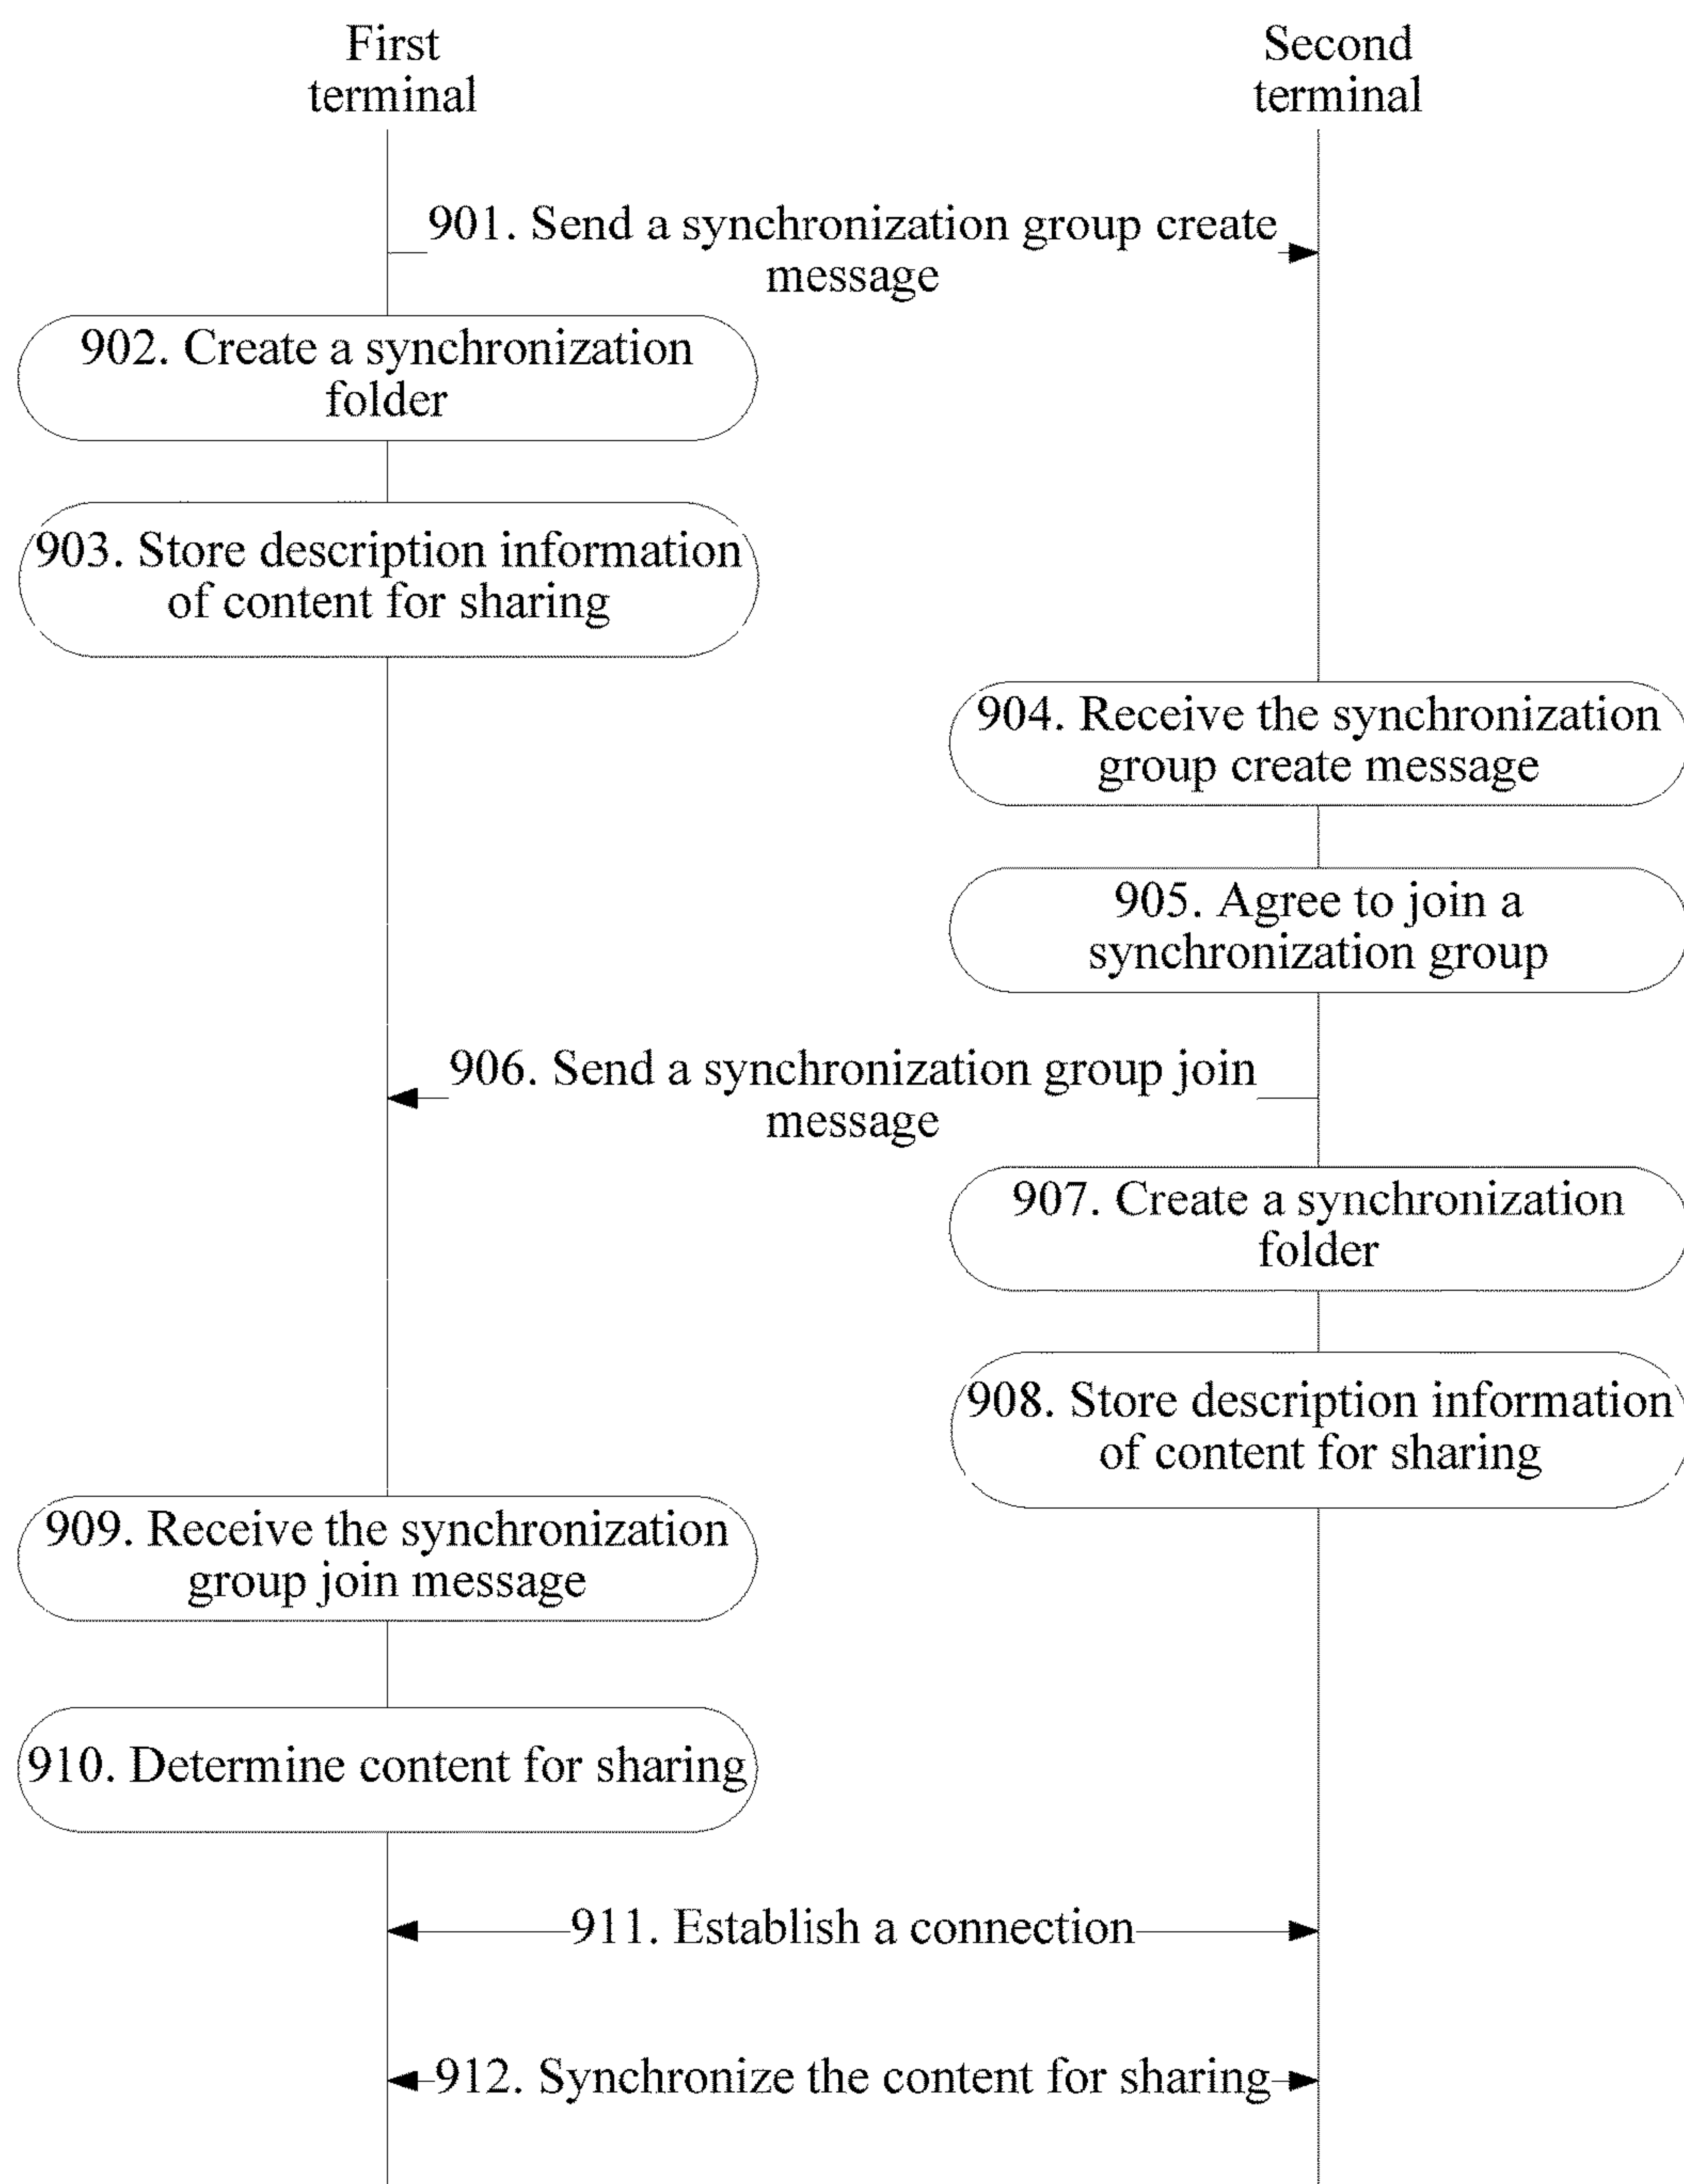 First
terminal
Second
terminal
901. Send a synchronization group create
message
902. Create a synchronization
folder
903. Store description information
of content for sharing
904. Receive the synchronization
group create message
905. Agree to join a
synchronization group
906. Send a synchronization group join
message
907. Create a synchronization
folder
908. Store description information
of content for sharing
909. Receive the synchronization
group join message
910. Determine content for sharing
911. Establish a connection
912. Synchronize the content for sharing